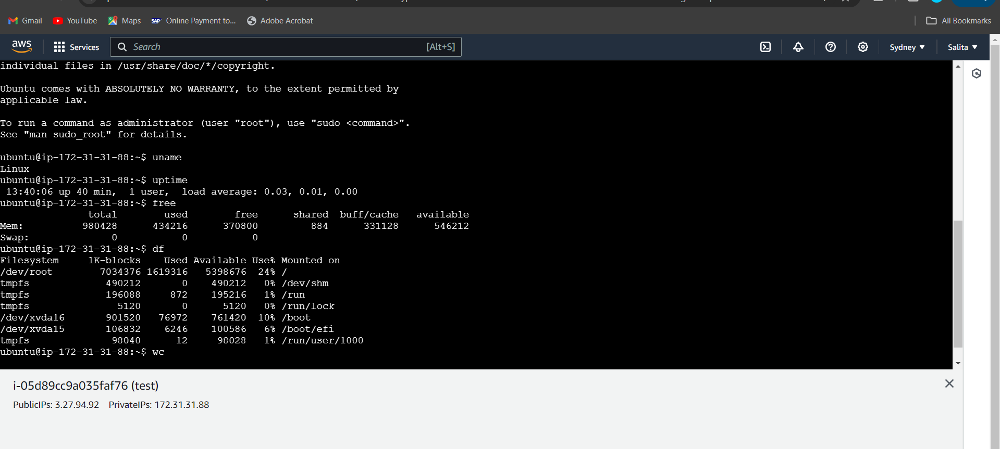 Gmail YouTube Maps SAP Online Payment to... Adobe Acrobat All Bookmarks
aws Services Search [Alt+S] Sydney Salita
individual files in /usr/share/doc/*/copyright.
Ubuntu comes with ABSOLUTELY NO WARRANTY, to the extent permitted by
applicable law.
To run a command as administrator (user "root"), use "sudo <command>".
See "man sudo_root" for details.
ubuntu@ip-172-31-31-88:~$ uname
Linux
ubuntu@ip-172-31-31-88:~$ uptime
 13:40:06 up 40 min,  1 user,  load average: 0.03, 0.01, 0.00
ubuntu@ip-172-31-31-88:~$ free
               total        used        free      shared  buff/cache   available
Mem:          980428      434216      370800         884      331128      546212
Swap:              0           0           0
ubuntu@ip-172-31-31-88:~$ df
Filesystem     1K-blocks    Used Available Use% Mounted on
/dev/root        7034376 1619316   5398676  24% /
tmpfs             490212       0    490212   0% /dev/shm
tmpfs             196088     872    195216   1% /run
tmpfs               5120       0      5120   0% /run/lock
/dev/xvda16       901520   76972    761420  10% /boot
/dev/xvda15       106832    6246    100586   6% /boot/efi
tmpfs              98040      12     98028   1% /run/user/1000
ubuntu@ip-172-31-31-88:~$ wc
i-05d89cc9a035faf76 (test)
PublicIPs: 3.27.94.92 PrivateIPs: 172.31.31.88